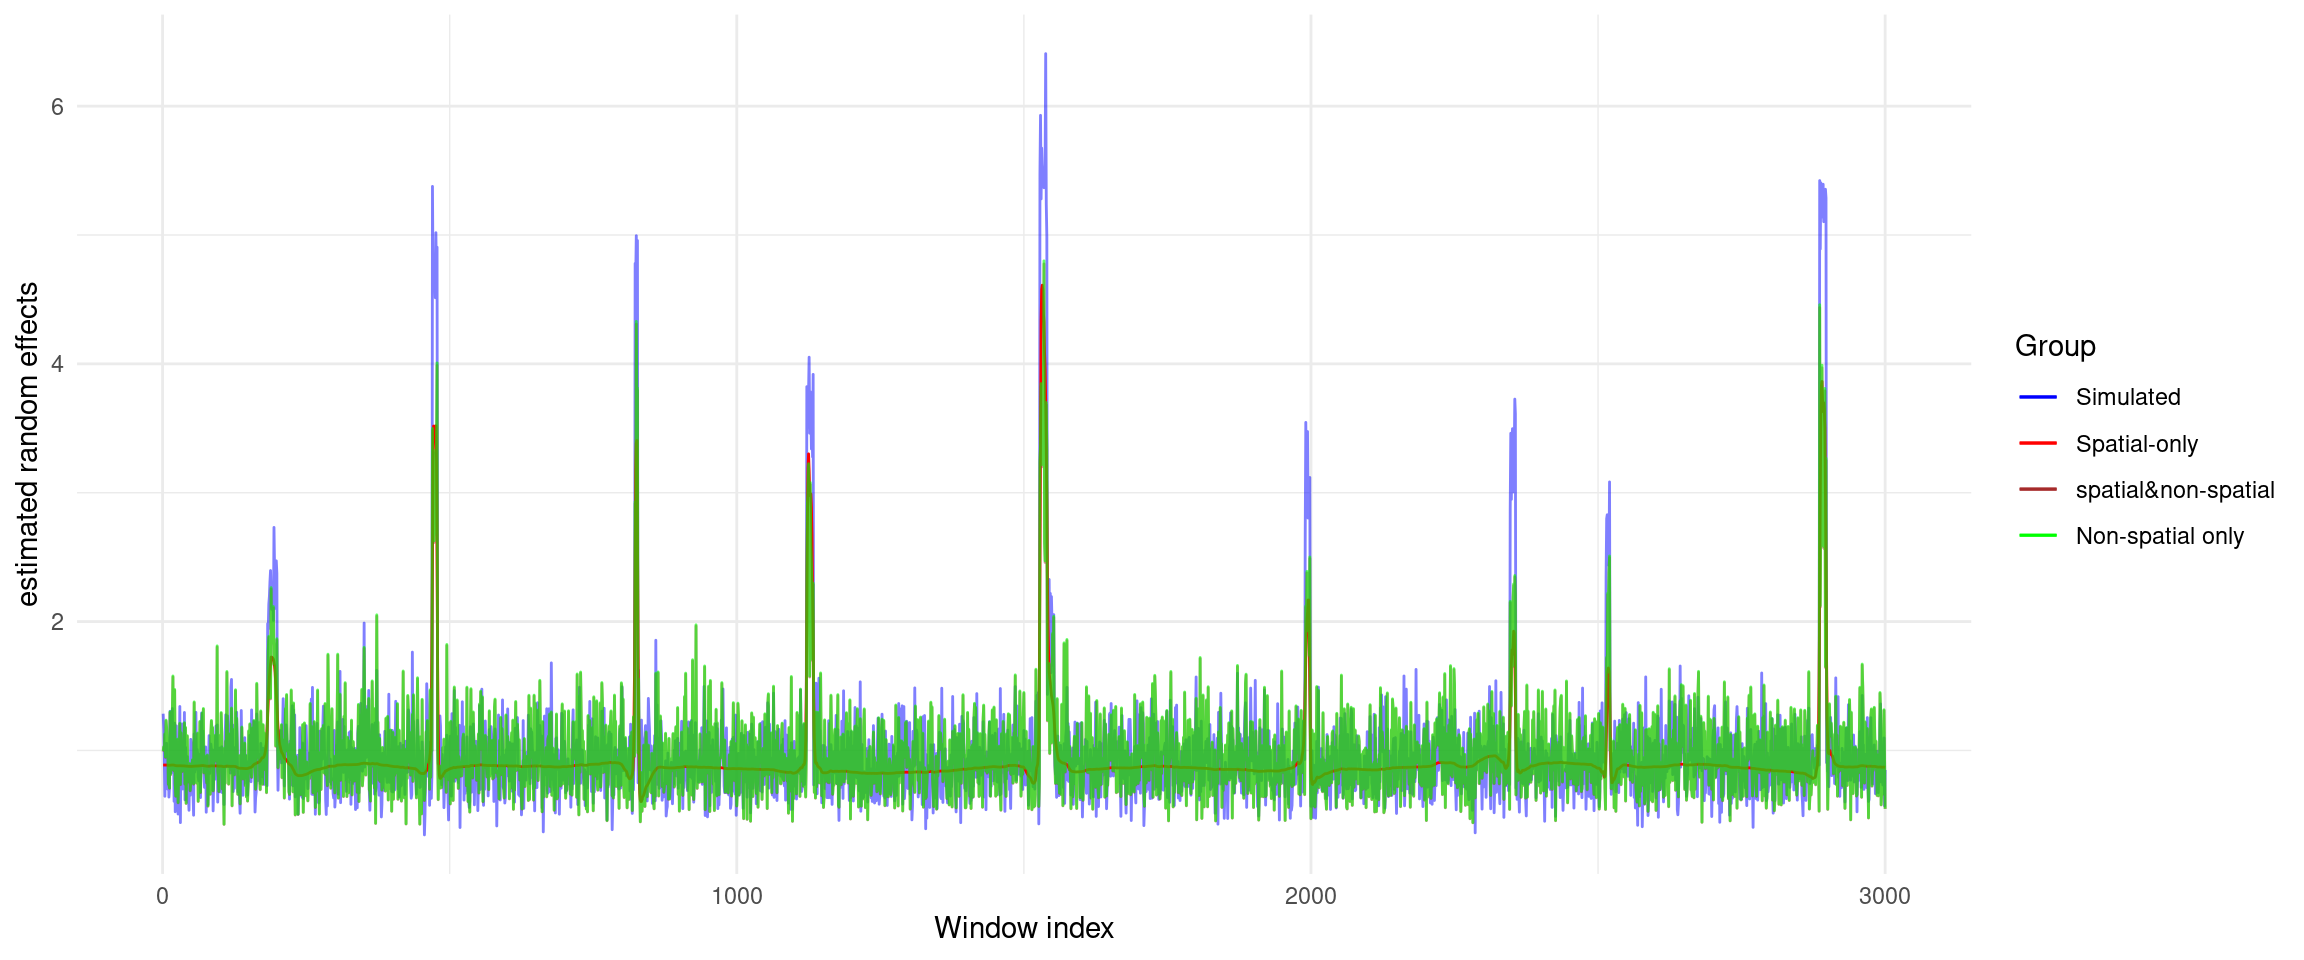 6
4
2
estimated random effects
0
1000
2000
3000
Window index
Group
Simulated
Spatial-only
spatial&non-spatial
Non-spatial only